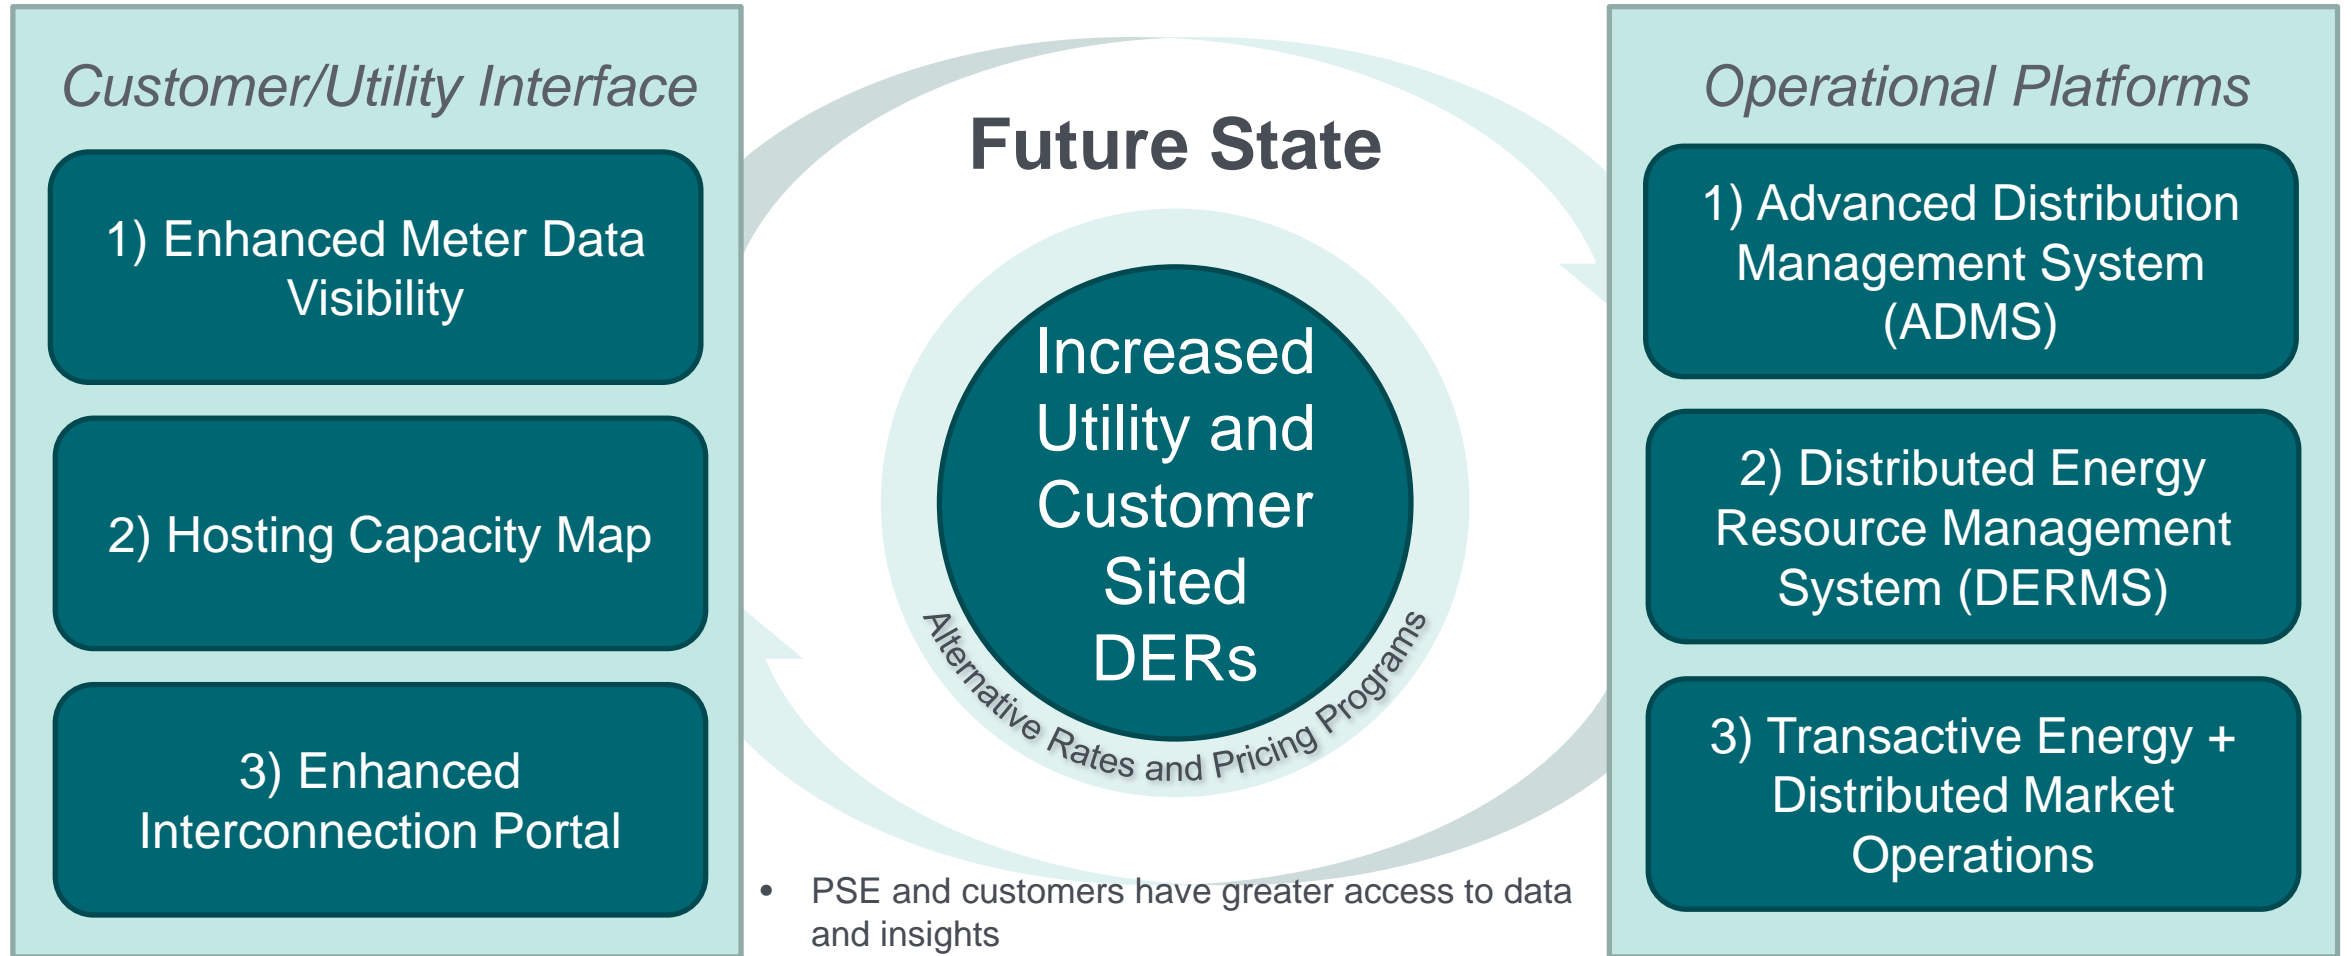 Customer/Utility Interface
1) Enhanced Meter Data
Visibility
2) Hosting Capacity Map
3) Enhanced
Interconnection Portal
Future State
Increased
Utility and
Customer
Sited
DERs
Alternative Rates and Pricing Programs
• PSE and customers have greater access to data
and insights
Operational Platforms
1) Advanced Distribution
Management System
(ADMS)
2) Distributed Energy
Resource Management
System (DERMS)
3) Transactive Energy +
Distributed Market
Operations